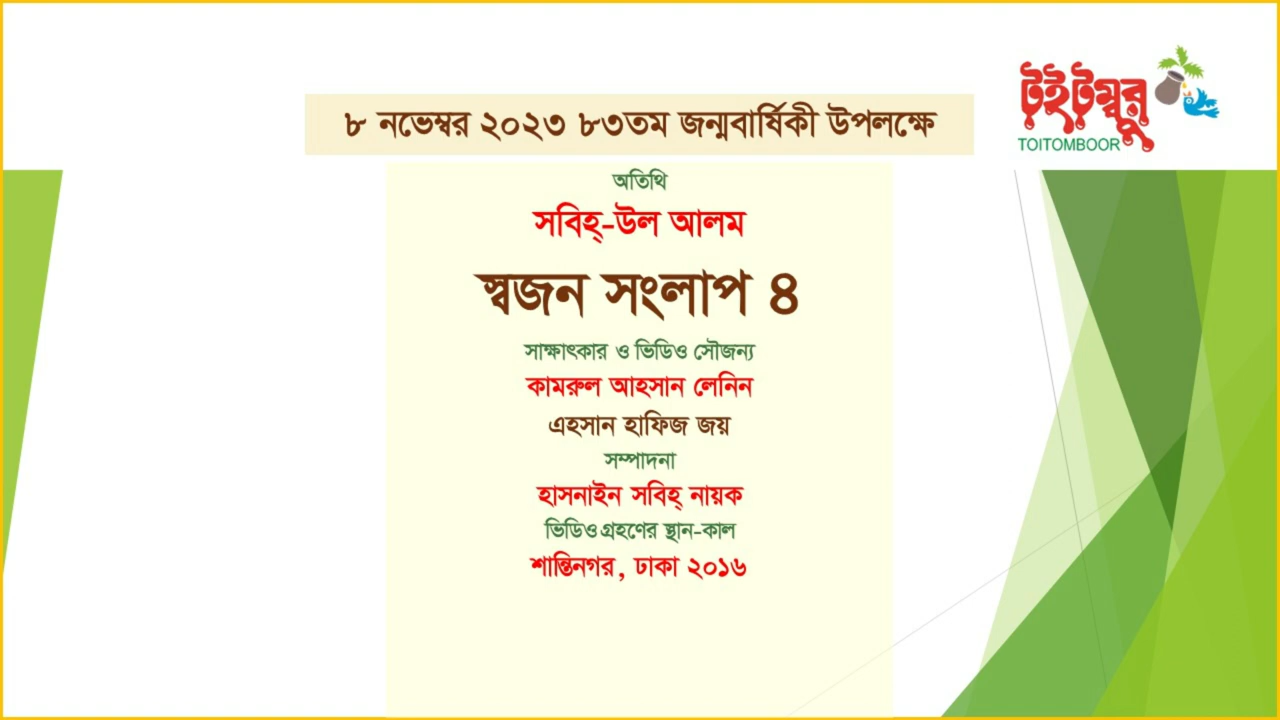 টইটম্বুর
TOITOMBOOR
৮ নভেম্বর ২০২৩ ৮৩তম জন্মবার্ষিকী উপলক্ষে
অতিথি
সবিহ্-উল আলম
স্বজন সংলাপ ৪
সাক্ষাৎকার ও ভিডিও সৌজন্য
কামরুল আহসান লেনিন
এহসান হাফিজ জয়
সম্পাদনা
হাসনাইন সবিহ্ নায়ক
ভিডিও গ্রহণের স্থান-কাল
শান্তিনগর, ঢাকা ২০১৬